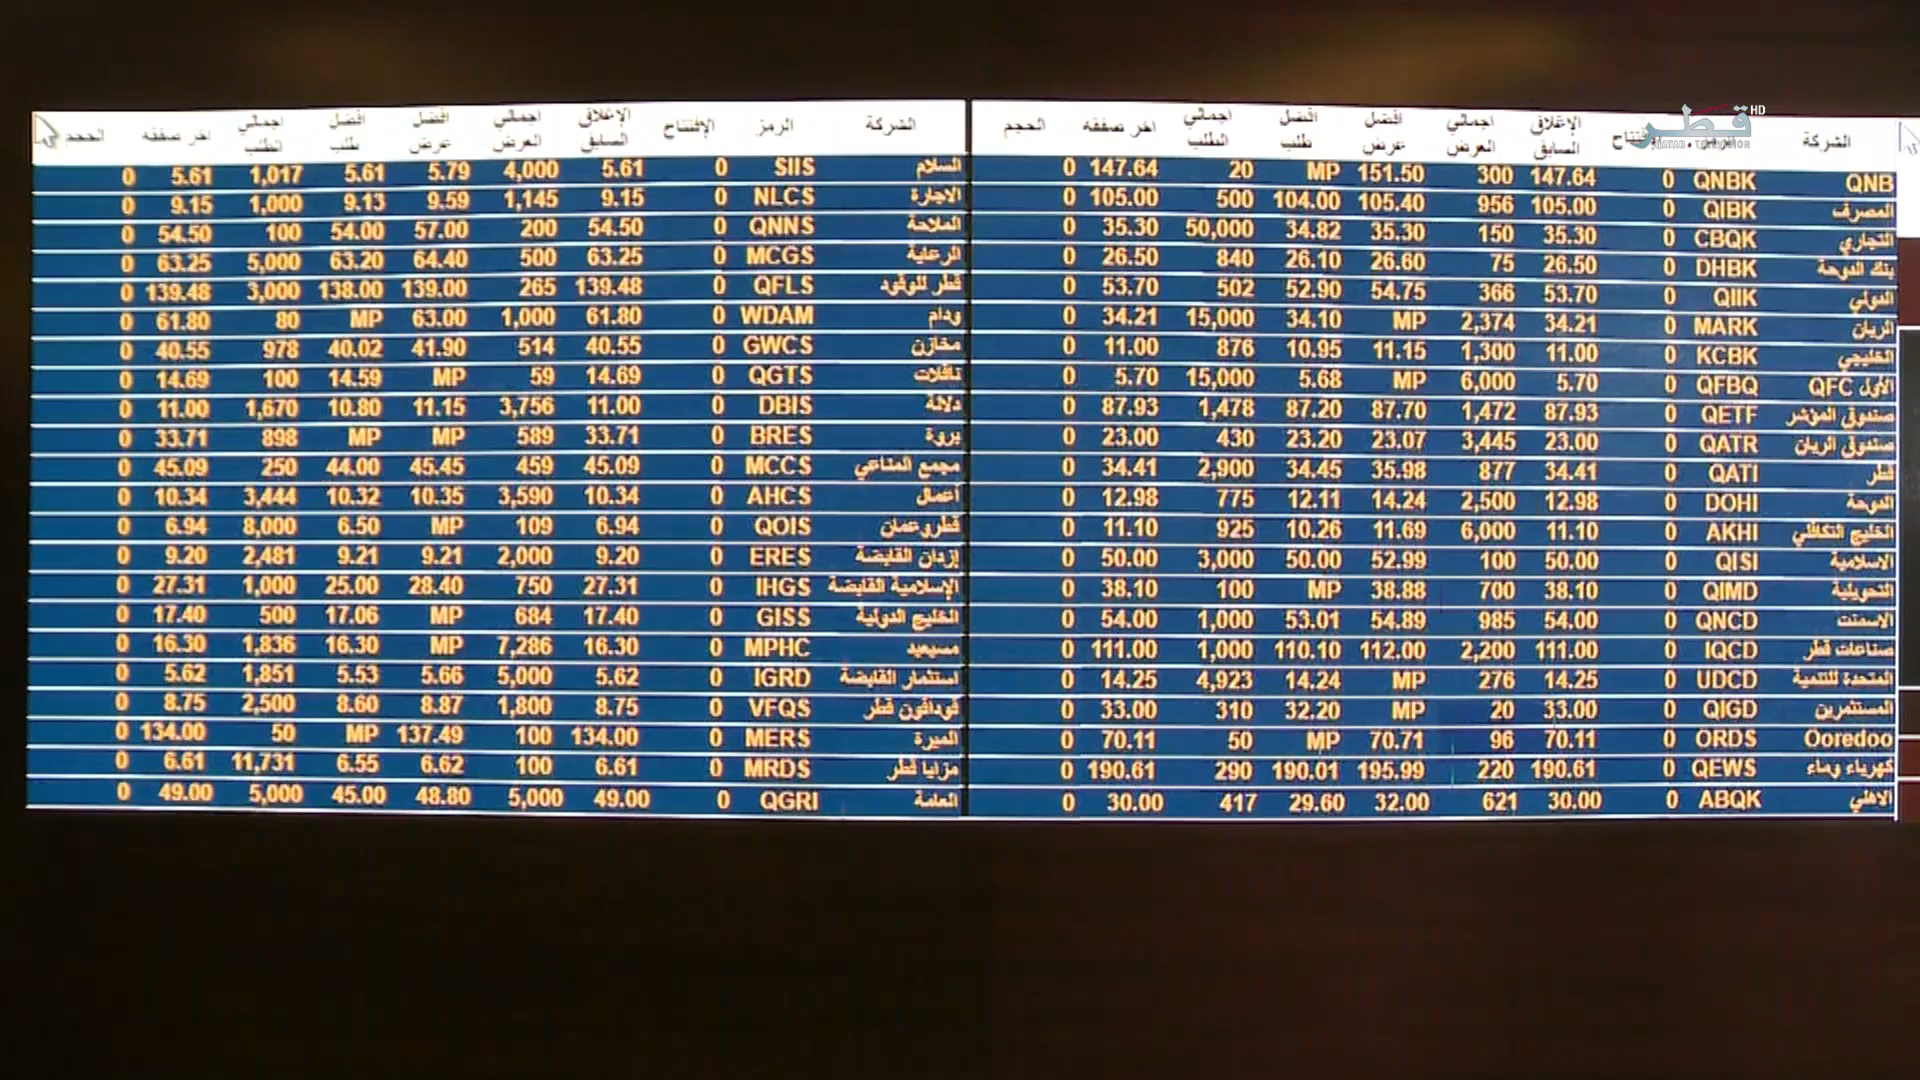 الشركة الإفتتاح الإغلاق السابق اجمالي العرض افضل عرض افضل طلب اجمالي الطلب اخر صفقه الحجم
QNB QNBK 0 147.64 300 151.50 MP 20 147.64 0
المصرف QIBK 0 105.00 956 105.40 104.00 500 105.00 0
التجاري CBQK 0 35.30 150 35.30 34.82 50,000 35.30 0
بنك الدوحة DHBK 0 26.50 75 26.60 26.10 840 26.50 0
الدولي QIIK 0 53.70 366 54.75 52.90 502 53.70 0
الريان MARK 0 34.21 2,374 MP 34.10 15,000 34.21 0
الخليجي KCBK 0 11.00 1,300 11.15 10.95 876 11.00 0
الأول QFC QFBQ 0 5.70 6,000 MP 5.68 15,000 5.70 0
صندوق المؤشر QETF 0 87.93 1,472 87.70 87.20 1,478 87.93 0
صندوق الريان QATR 0 23.00 3,445 23.07 23.20 430 23.00 0
قطر QATI 0 34.41 877 35.98 34.45 2,900 34.41 0
الدوحة DOHI 0 12.98 2,500 14.24 12.11 775 12.98 0
الخليج التكافلي AKHI 0 11.10 6,000 11.69 10.26 925 11.10 0
الاسلامية QISI 0 50.00 100 52.99 50.00 3,000 50.00 0
التحويلية QIMD 0 38.10 700 38.88 MP 100 38.10 0
الاسمنت QNCD 0 54.00 985 54.89 53.01 1,000 54.00 0
صناعات قطر IQCD 0 111.00 2,200 112.00 110.10 1,000 111.00 0
المتحدة للتنمية UDCD 0 14.25 276 MP 14.24 4,923 14.25 0
المستثمرين QIGD 0 33.00 20 MP 32.20 310 33.00 0
Ooredoo ORDS 0 70.11 96 70.71 MP 50 70.11 0
كهرباء وماء QEWS 0 190.61 220 195.99 190.01 290 190.61 0
الاهلي ABQK 0 30.00 621 32.00 29.60 417 30.00 0
الشركة الرمز الإفتتاح الإغلاق السابق اجمالي العرض افضل عرض افضل طلب اجمالي الطلب اخر صفقه الحجم
السلام SIIS 0 5.61 4,000 5.79 5.61 1,017 5.61 0
الاجارة NLCS 0 9.15 1,145 9.59 9.13 1,000 9.15 0
الملاحة QNNS 0 54.50 200 57.00 54.00 100 54.50 0
الرعاية MCGS 0 63.25 500 64.40 63.20 5,000 63.25 0
قطر للوقود QFLS 0 139.48 265 139.00 138.00 3,000 139.48 0
ودام WDAM 0 61.80 1,000 63.00 MP 80 61.80 0
مخازن GWCS 0 40.55 514 41.90 40.02 978 40.55 0
ناقلات QGTS 0 14.69 59 MP 14.59 100 14.69 0
دلالة DBIS 0 11.00 3,756 11.15 10.80 1,670 11.00 0
بروة BRES 0 33.71 589 MP MP 898 33.71 0
مجمع المناعي MCCS 0 45.09 459 45.45 44.00 250 45.09 0
أعمال AHCS 0 10.34 3,590 10.35 10.32 3,444 10.34 0
قطروعمان QOIS 0 6.94 109 MP 6.50 8,000 6.94 0
إزدان القابضة ERES 0 9.20 2,000 9.21 9.21 2,481 9.20 0
الإسلامية القابضة IHGS 0 27.31 750 28.40 25.00 1,000 27.31 0
الخليج الدولية GISS 0 17.40 684 MP 17.06 500 17.40 0
مسيعيد MPHC 0 16.30 7,286 MP 16.30 1,836 16.30 0
استثمار القابضة IGRD 0 5.62 5,000 5.66 5.53 1,851 5.62 0
فودافون قطر VFQS 0 8.75 1,800 8.87 8.60 2,500 8.75 0
الميرة MERS 0 134.00 100 137.49 MP 50 134.00 0
مزايا قطر MRDS 0 6.61 100 6.62 6.55 11,731 6.61 0
العامة QGRI 0 49.00 5,000 48.80 45.00 5,000 49.00 0
قطر HD
QATAR TELEVISION